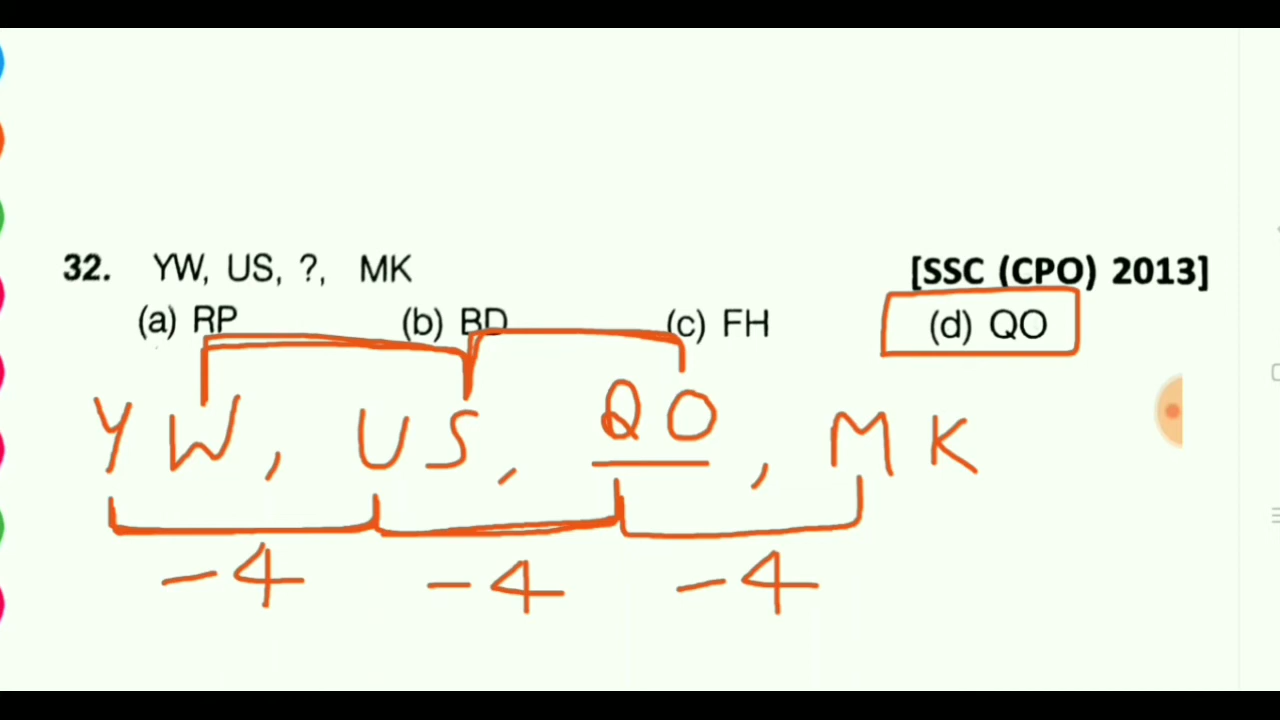 32. YW, US, ?, MK [SSC (CPO) 2013]
(a) RP (b) BD (c) FH (d) QO
YW, US, QO, MK
-4 -4 -4